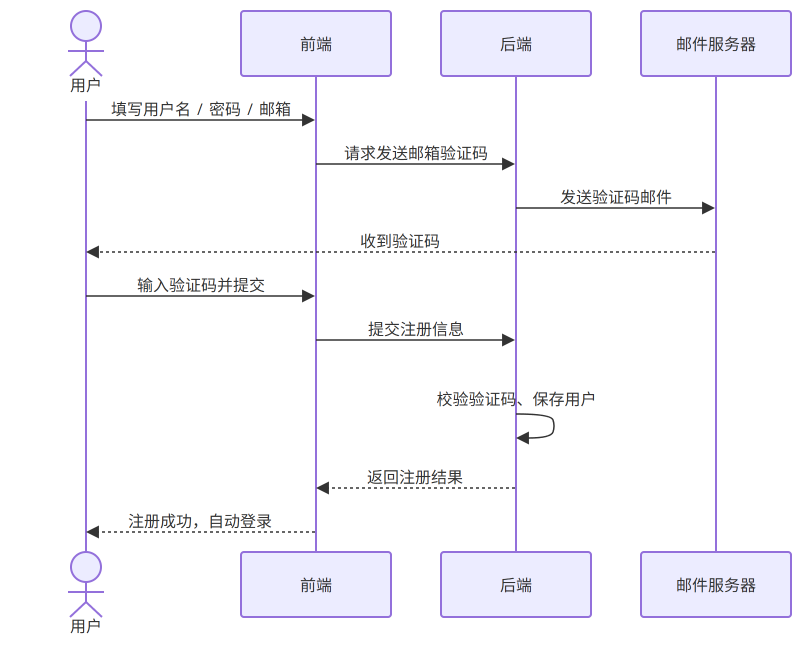 前端
后端
邮件服务器
用户
填写用户名 / 密码 / 邮箱
请求发送邮箱验证码
发送验证码邮件
收到验证码
输入验证码并提交
提交注册信息
校验验证码、保存用户
返回注册结果
注册成功，自动登录
前端
后端
邮件服务器
用户